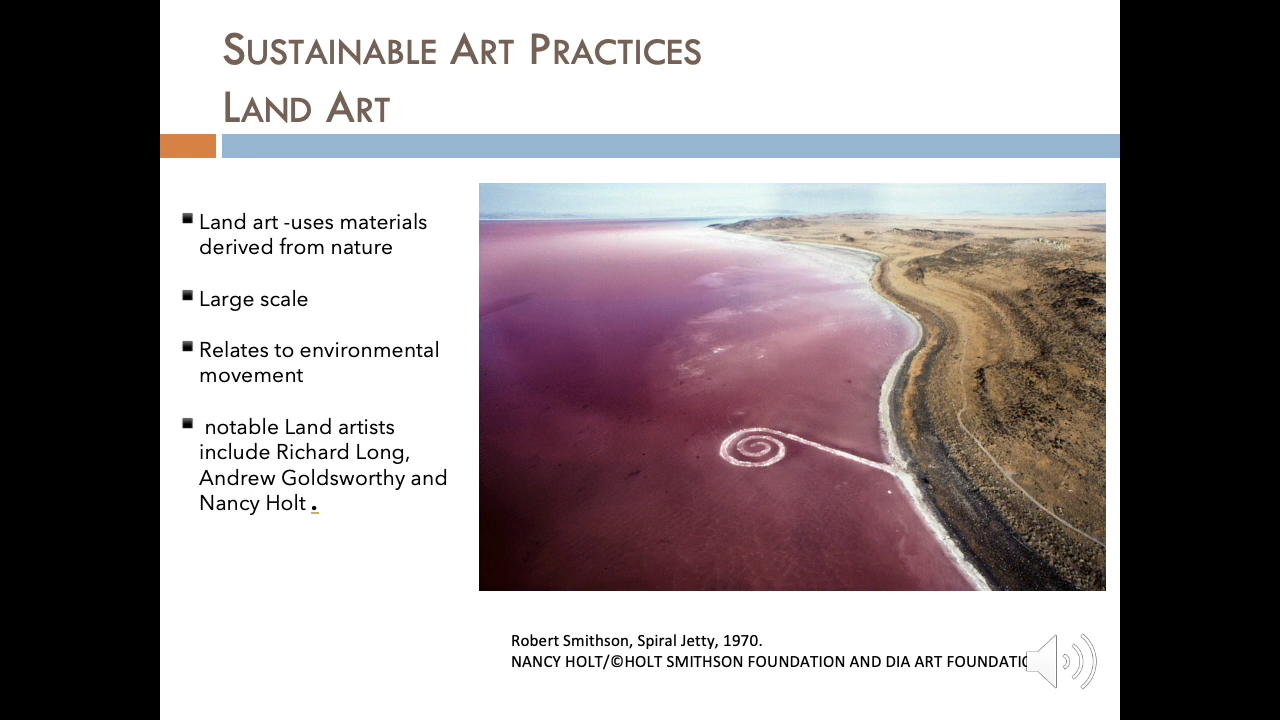 SUSTAINABLE ART PRACTICES
LAND ART
Land art -uses materials
derived from nature
Large scale
Relates to environmental
movement
notable Land artists
include Richard Long,
Andrew Goldsworthy and
Nancy Holt .
Robert Smithson, Spiral Jetty, 1970.
NANCY HOLT/©HOLT SMITHSON FOUNDATION AND DIA ART